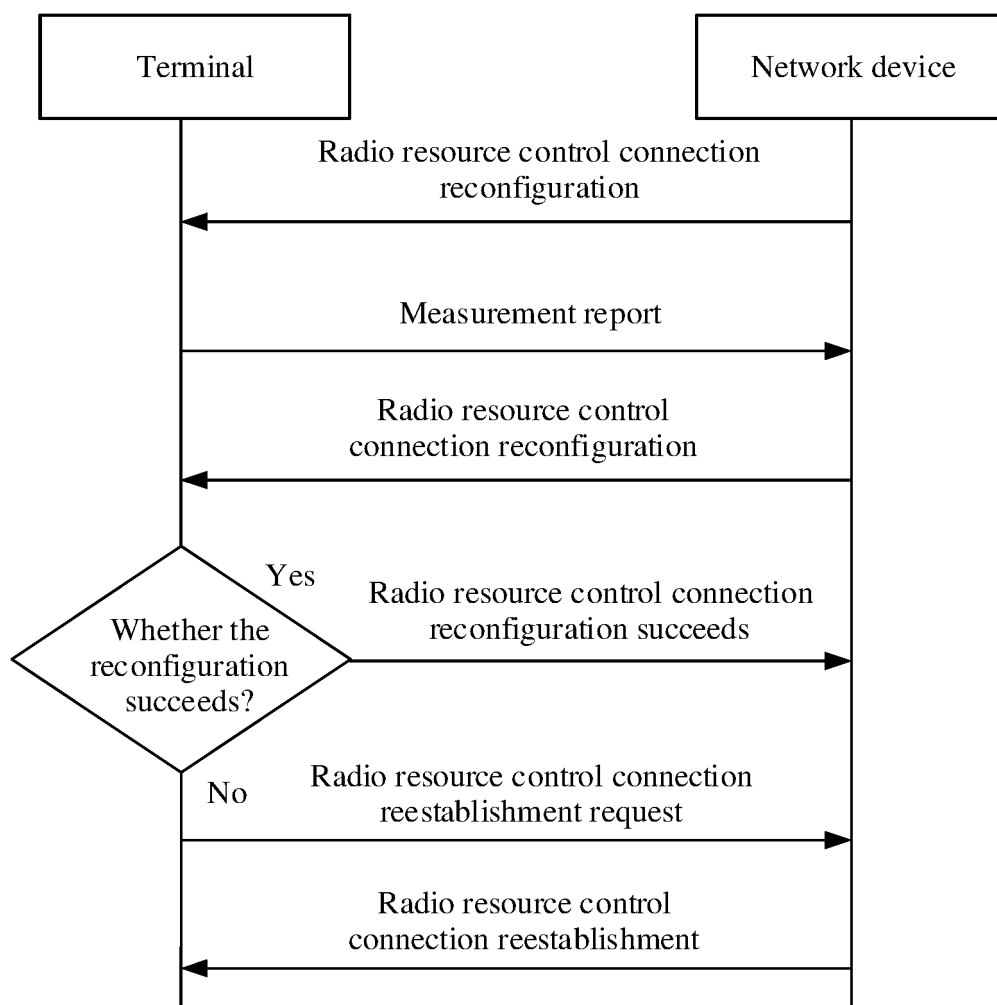 Terminal
Network device
Radio resource control connection
reconfiguration
Measurement report
Radio resource control
connection reconfiguration
Yes
Radio resource control connection
reconfiguration succeeds
Whether the
reconfiguration
succeeds?
No
Radio resource control connection
reestablishment request
Radio resource control
connection reestablishment